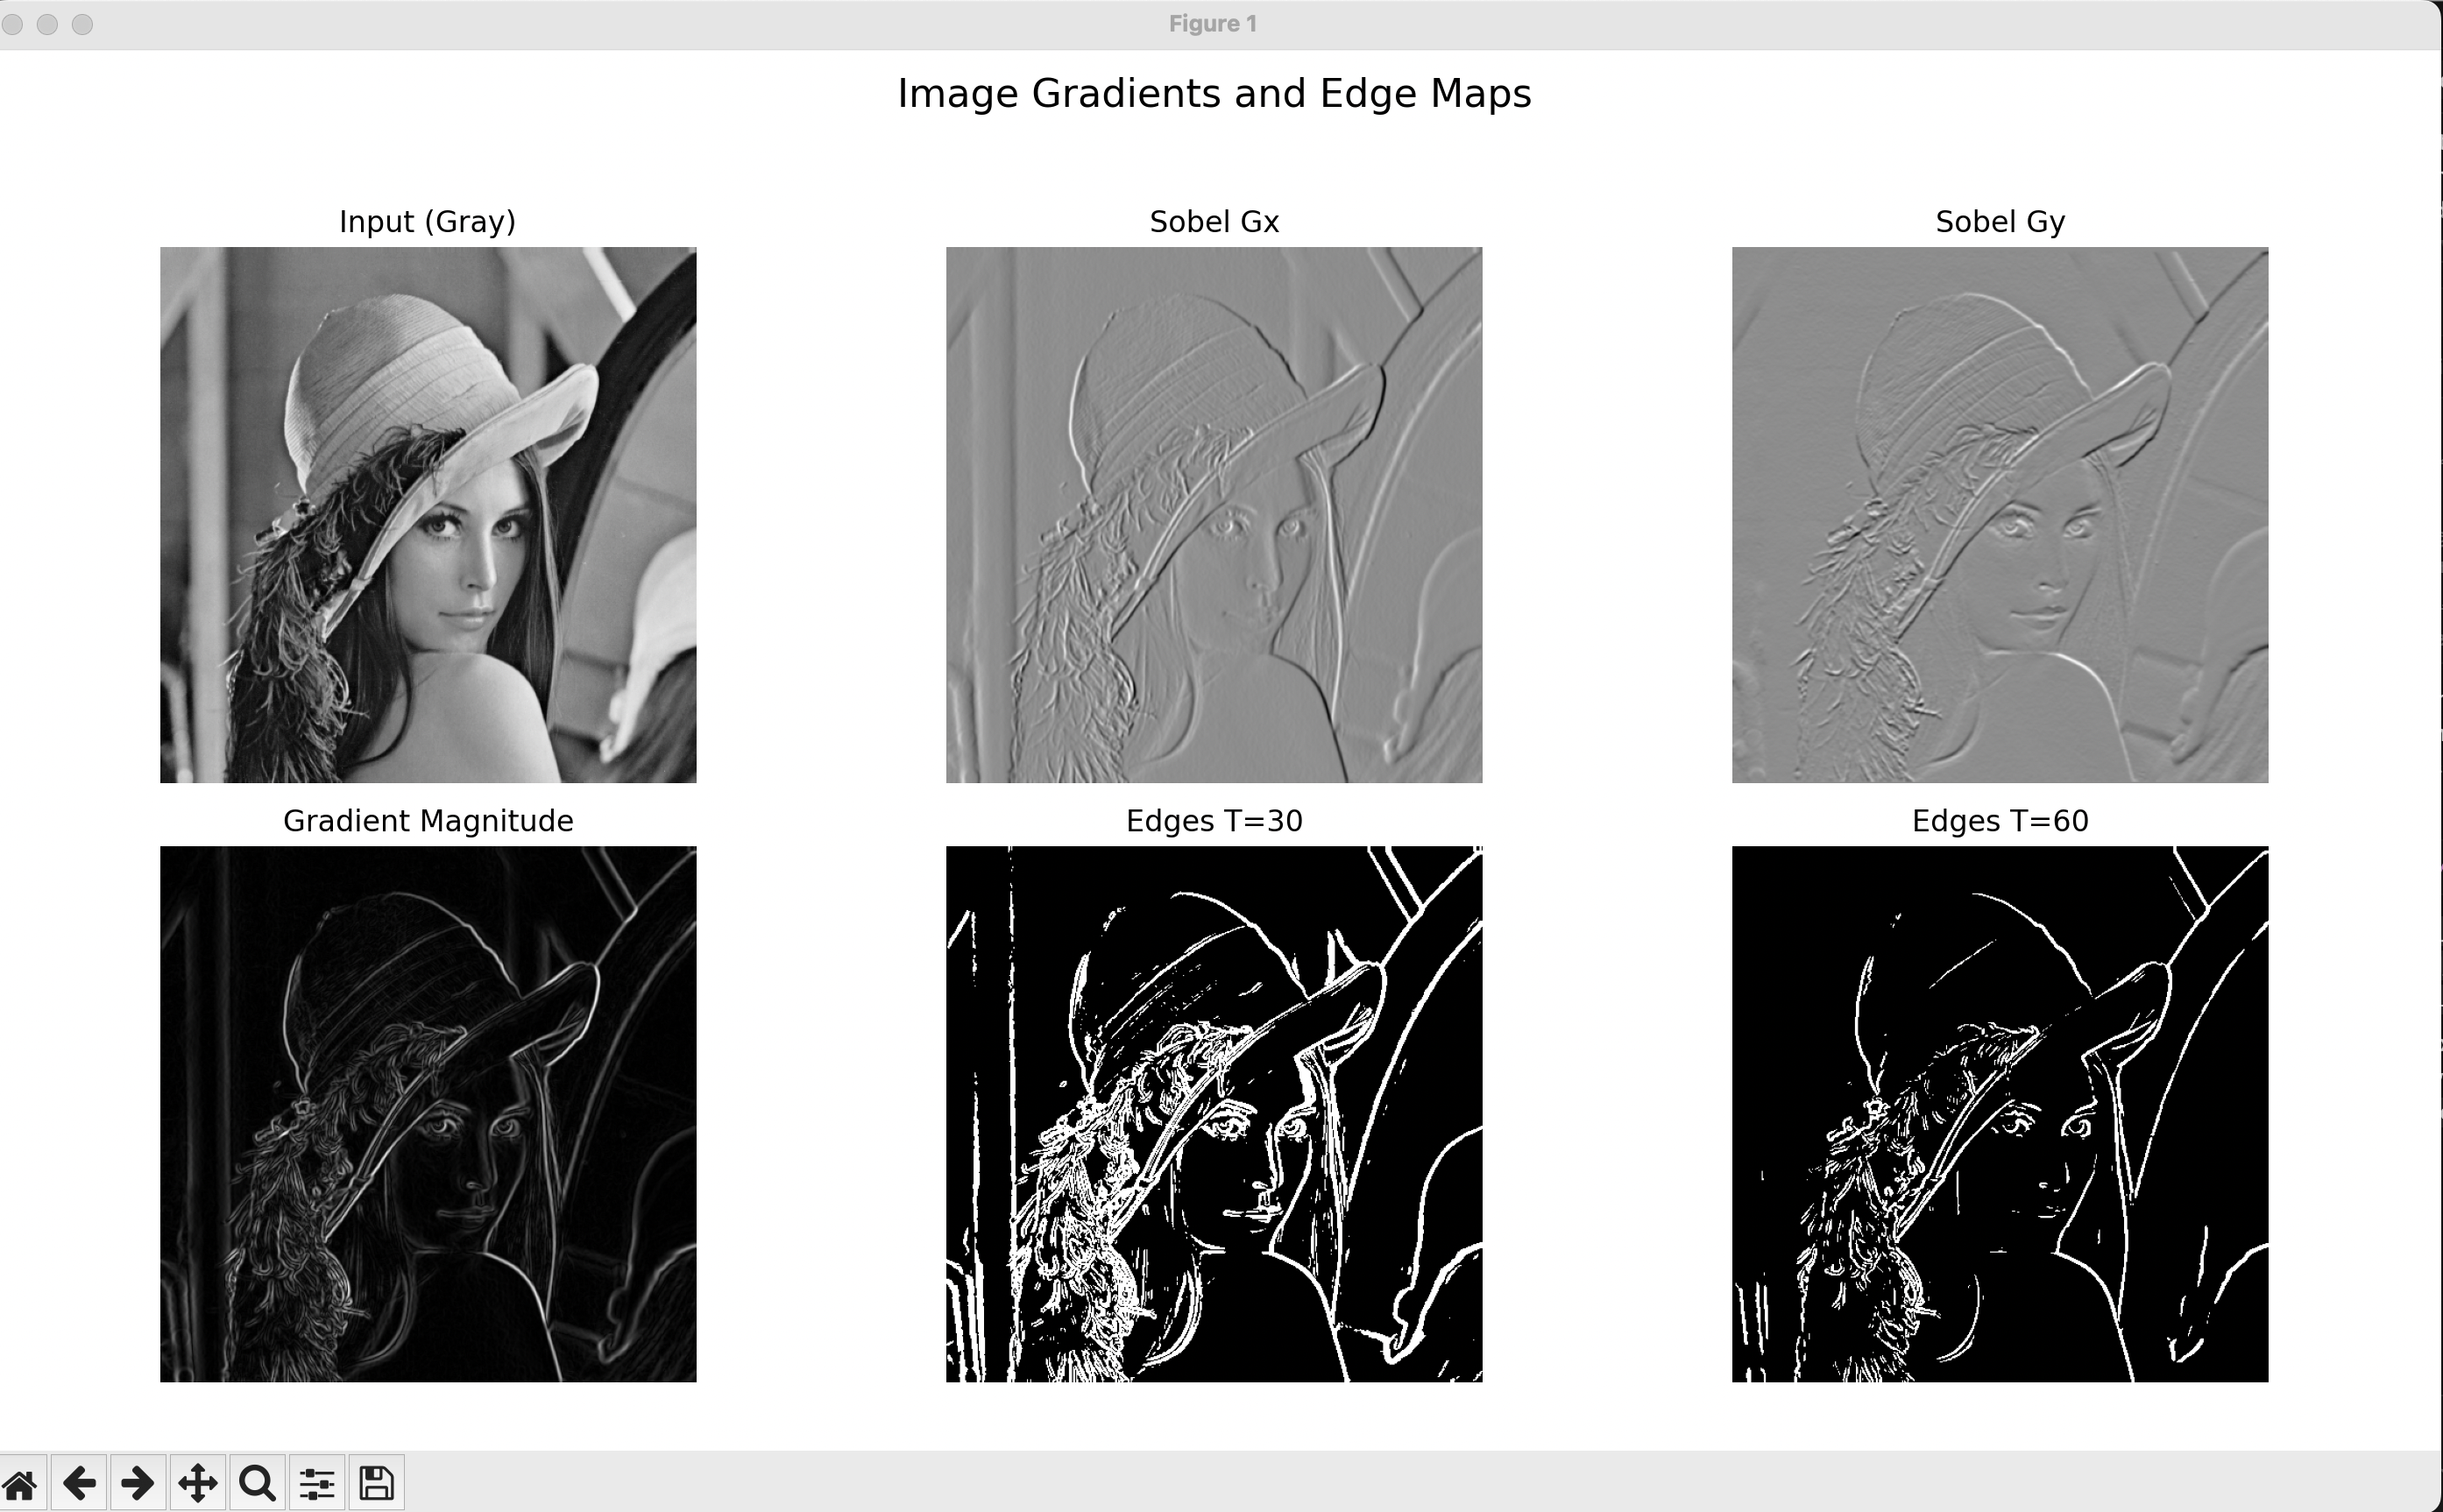 Figure 1
Image Gradients and Edge Maps
Input (Gray)
Sobel Gx
Sobel Gy
Gradient Magnitude
Edges T=30
Edges T=60